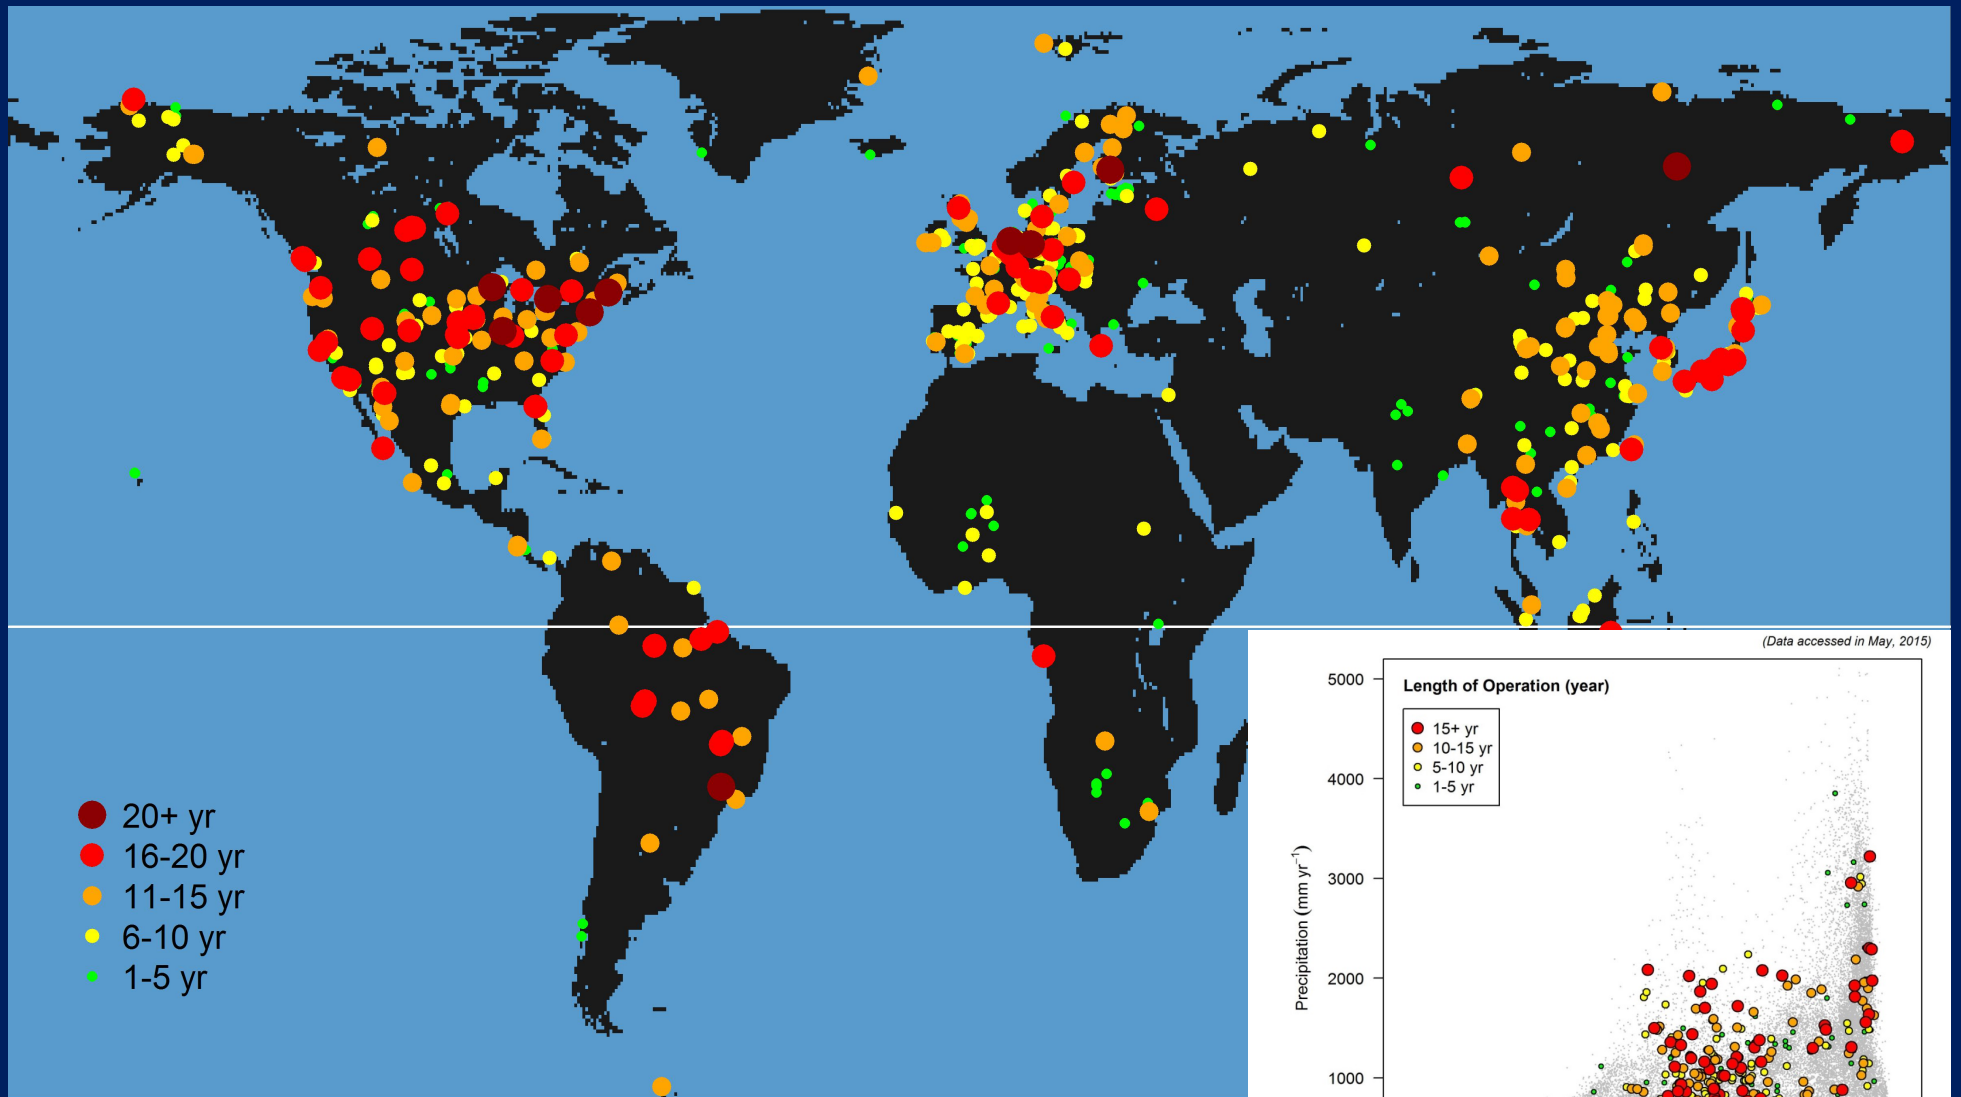 20+ yr
16-20 yr
11-15 yr
6-10 yr
1-5 yr
(Data accessed in May, 2015)
Length of Operation (year)
15+ yr
10-15 yr
5-10 yr
1-5 yr
5000
4000
3000
2000
1000
Precipitation (mm yr⁻¹)